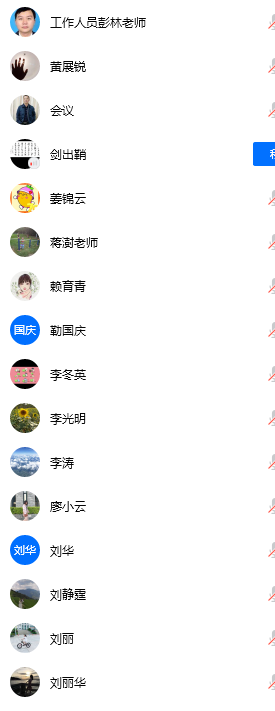 工作人员彭林老师
黄展锐
会议
剑出鞘
姜锦云
蒋澍老师
赖育青
国庆 勒国庆
李冬英
李光明
李涛
廖小云
刘华 刘华
刘静霆
刘丽
刘丽华